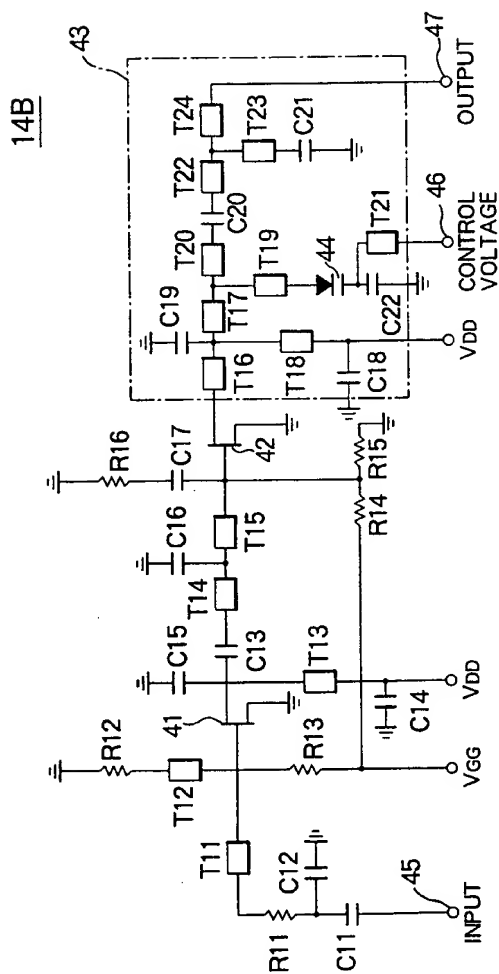 14B
43
R12
C15
C16
R16
C17
C19
T24
T22
T23
C21
C20
T20
T19
44
T17
T16
T18
C22
T21
C18
41
T12
T11
R13
C13
T13
C14
T14
T15
42
R14
R15
R11
C12
C11
45
INPUT
VGG
VDD
VDD
46
CONTROL
VOLTAGE
47
OUTPUT